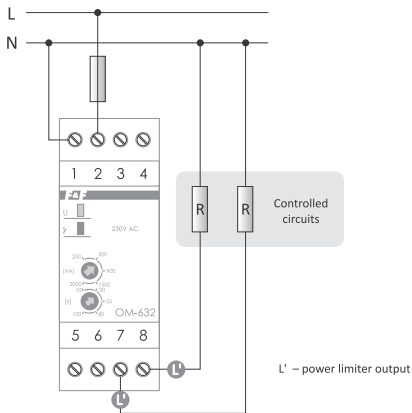 L
N
1 2 3 4
F&F
U
230V AC
Controlled
circuits
R R
200 500
(VA) 900
2000 1500
10 30
[s] 55
100 80
OM-632
5 6 7 8
L'
L' – power limiter output
L'